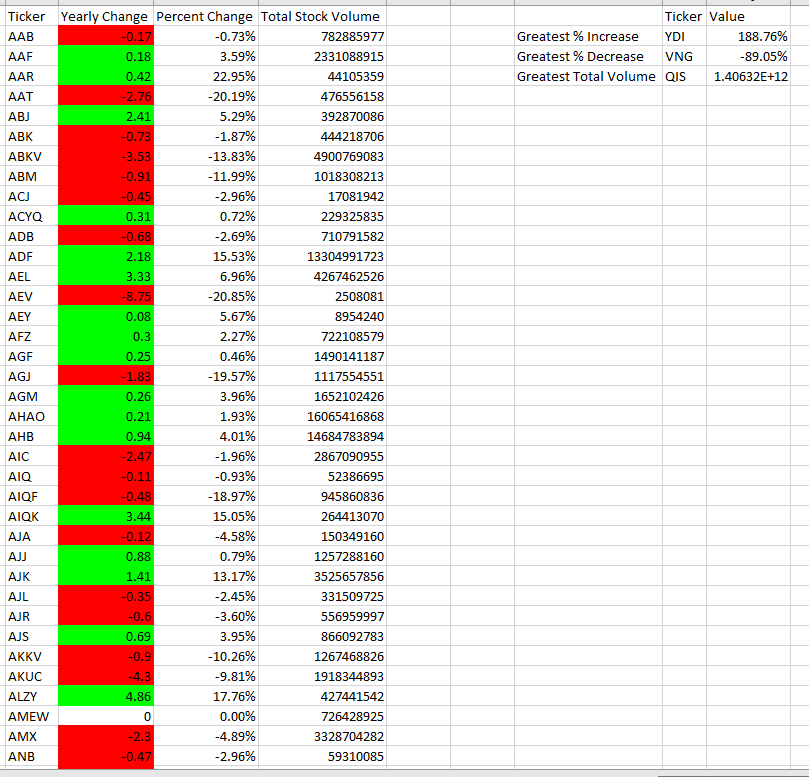 Ticker Yearly Change Percent Change Total Stock Volume Ticker Value
AAB -0.17 -0.73% 782885977 Greatest % Increase YDI 188.76%
AAF 0.18 3.59% 2331088915 Greatest % Decrease VNG -89.05%
AAR 0.42 22.95% 44105359 Greatest Total Volume QIS 1.40632E+12
AAT -2.76 -20.19% 476556158
ABJ 2.41 5.29% 392870086
ABK -0.73 -1.87% 444218706
ABKV -3.53 -13.83% 4900769083
ABM -0.91 -11.99% 1018308213
ACJ -0.45 -2.96% 17081942
ACYQ 0.31 0.72% 229325835
ADB -0.68 -2.69% 710791582
ADF 2.18 15.53% 13304991723
AEL 3.33 6.96% 4267462526
AEV -8.75 -20.85% 2508081
AEY 0.08 5.67% 8954240
AFZ 0.3 2.27% 722108579
AGF 0.25 0.46% 1490141187
AGJ -1.83 -19.57% 1117554551
AGM 0.26 3.96% 1652102426
AHAO 0.21 1.93% 16065416868
AHB 0.94 4.01% 14684783894
AIC -2.47 -1.96% 2867090955
AIQ -0.11 -0.93% 52386695
AIQF -0.48 -18.97% 945860836
AIQK 3.44 15.05% 264413070
AJA -0.12 -4.58% 150349160
AJJ 0.88 0.79% 1257288160
AJK 1.41 13.17% 3525657856
AJL -0.35 -2.45% 331509725
AJR -0.6 -3.60% 556959997
AJS 0.69 3.95% 866092783
AKKV -0.9 -10.26% 1267468826
AKUC -4.3 -9.81% 1918344893
ALZY 4.86 17.76% 427441542
AMEW 0 0.00% 726428925
AMX -2.3 -4.89% 3328704282
ANB -0.47 -2.96% 59310085